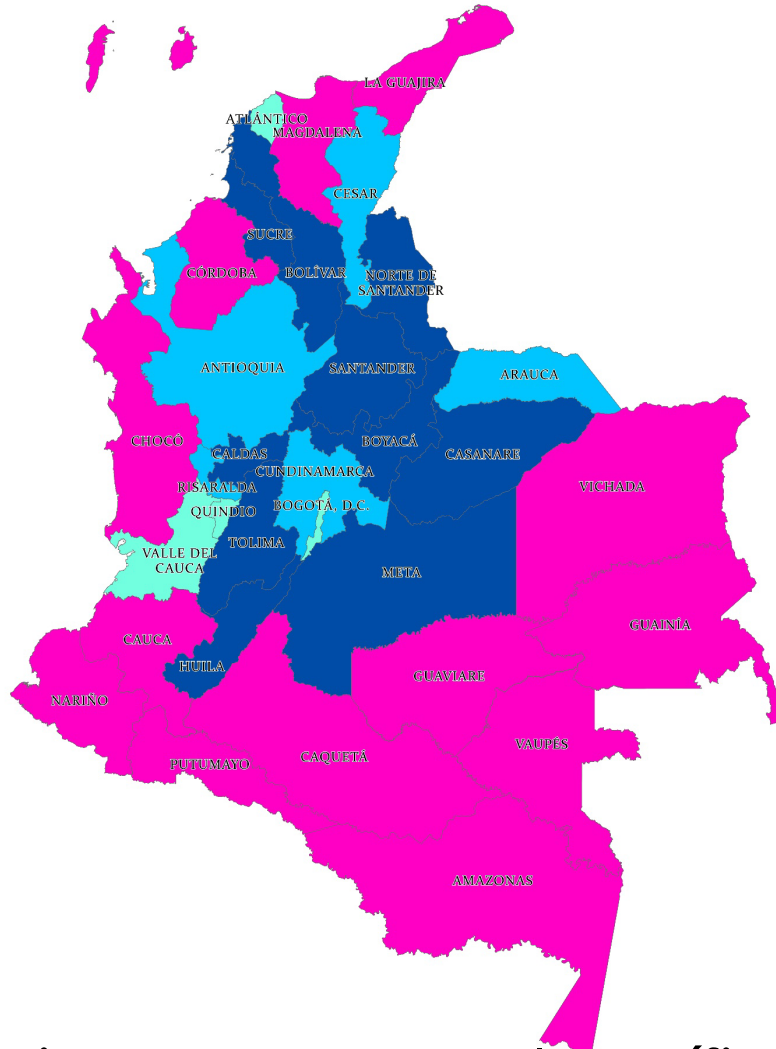 LA GUAJIRA
ATLÁNTICO
MAGDALENA
CESAR
SUCRE
CÓRDOBA
BOLÍVAR
NORTE DE
SANTANDER
ANTIOQUIA
SANTANDER
ARAUCA
CHOCÓ
BOYACÁ
CALDAS
CASANARE
CUNDINAMARCA
RISARALDA
VICHADA
QUINDIO
BOGOTÁ, D.C.
TOLIMA
VALLE DEL
CAUCA
META
GUAINÍA
CAUCA
HUILA
GUAVIARE
NARIÑO
VAUPÉS
CAQUETÁ
PUTUMAYO
AMAZONAS